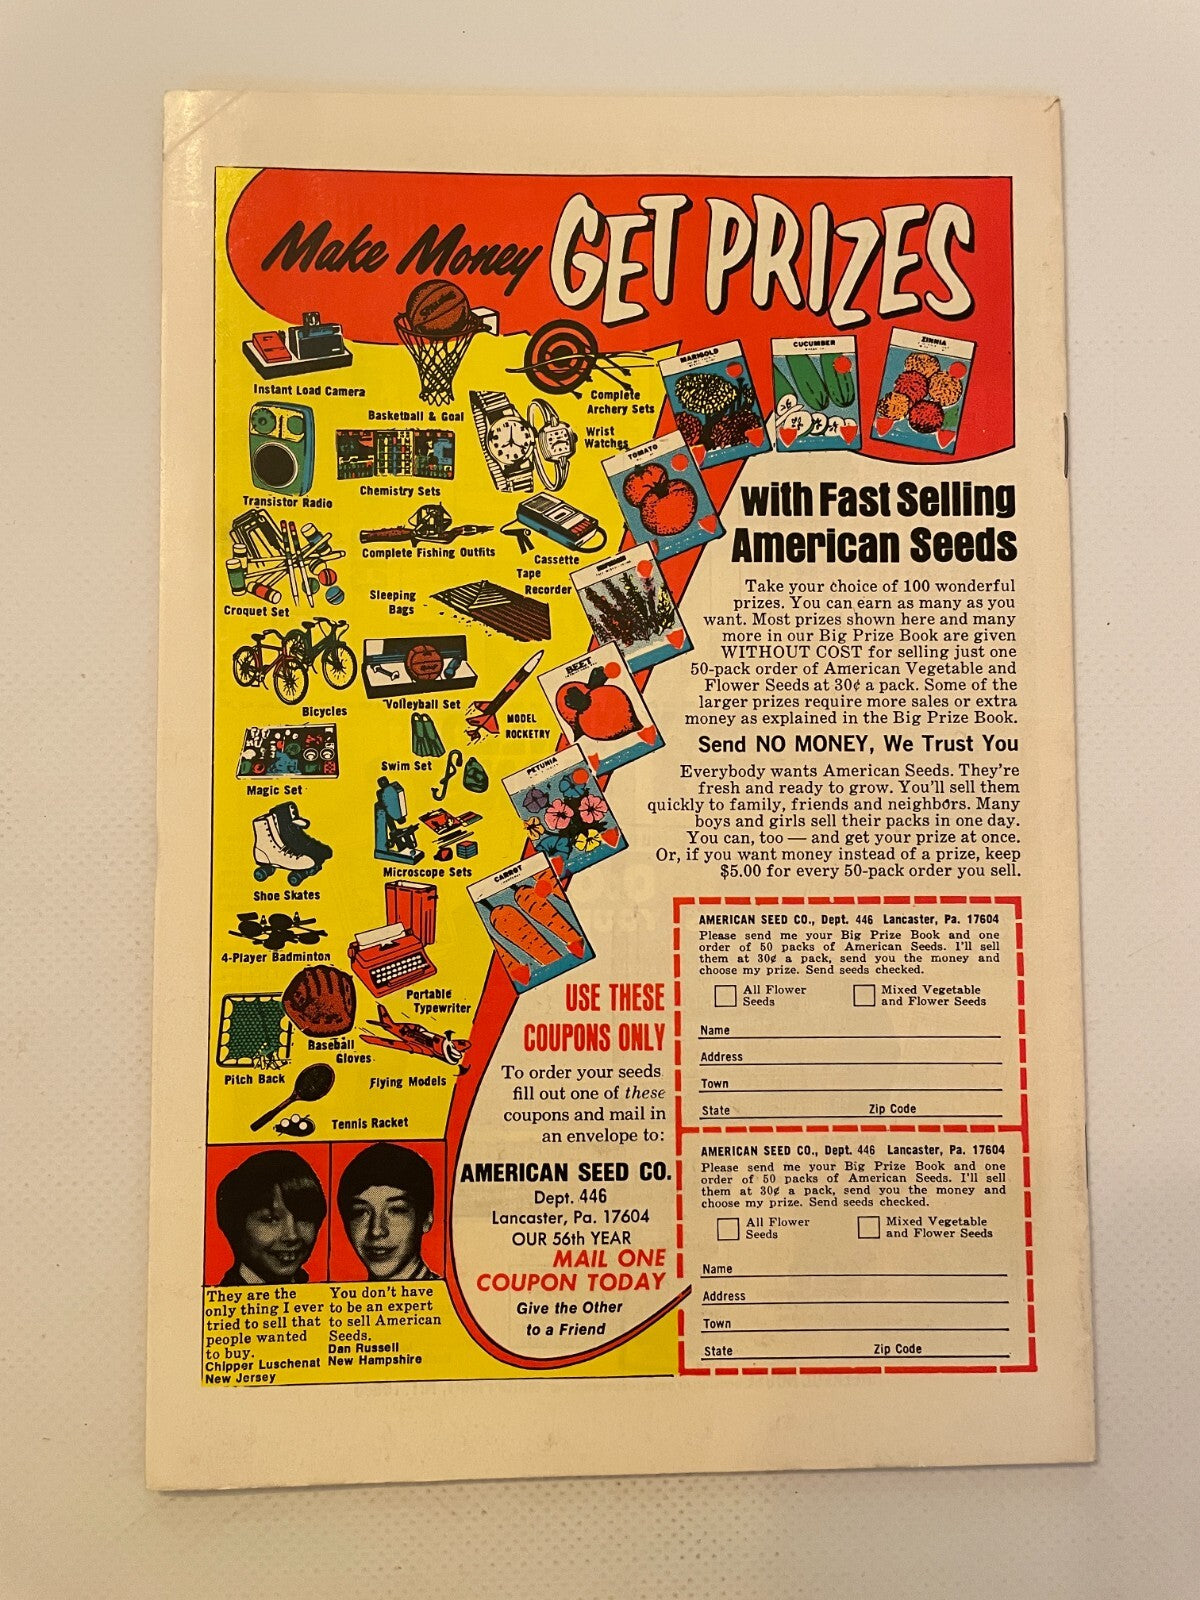 Make Money GET PRIZES
Instant Load Camera
Basketball & Goal
Complete
Archery Sets
Wrist
Watches
Transistor Radio
Chemistry Sets
Complete Fishing Outfits
Cassette
Tape
Recorder
Croquet Set
Sleeping
Bags
Bicycles
Volleyball Set
MODEL
ROCKETRY
Magic Set
Swim Set
Shoe Skates
Microscope Sets
4-Player Badminton
Portable
Typewriter
Pitch Back
Baseball
Gloves
Flying Models
Tennis Racket
MARIGOLD
CUCUMBER
ZINNIA
TOMATO
BEET
PETUNIA
CARROT
with Fast Selling
American Seeds
Take your choice of 100 wonderful
prizes. You can earn as many as you
want. Most prizes shown here and many
more in our Big Prize Book are given
WITHOUT COST for selling just one
50-pack order of American Vegetable and
Flower Seeds at 30¢ a pack. Some of the
larger prizes require more sales or extra
money as explained in the Big Prize Book.
Send NO MONEY, We Trust You
Everybody wants American Seeds. They're
fresh and ready to grow. You'll sell them
quickly to family, friends and neighbors. Many
boys and girls sell their packs in one day.
You can, too — and get your prize at once.
Or, if you want money instead of a prize, keep
$5.00 for every 50-pack order you sell.
USE THESE
COUPONS ONLY
To order your seeds
fill out one of these
coupons and mail in
an envelope to:
AMERICAN SEED CO.
Dept. 446
Lancaster, Pa. 17604
OUR 56th YEAR
MAIL ONE
COUPON TODAY
Give the Other
to a Friend
AMERICAN SEED CO., Dept. 446 Lancaster, Pa. 17604
Please send me your Big Prize Book and one
order of 50 packs of American Seeds. I'll sell
them at 30¢ a pack, send you the money and
choose my prize. Send seeds checked.
All Flower
Seeds
Mixed Vegetable
and Flower Seeds
Name
Address
Town
State Zip Code
AMERICAN SEED CO., Dept. 446 Lancaster, Pa. 17604
Please send me your Big Prize Book and one
order of 50 packs of American Seeds. I'll sell
them at 30¢ a pack, send you the money and
choose my prize. Send seeds checked.
All Flower
Seeds
Mixed Vegetable
and Flower Seeds
Name
Address
Town
State Zip Code
They are the
only thing I ever
tried to sell that
people wanted
to buy.
Chipper Luschenat
New Jersey
You don't have
to be an expert
to sell American
Seeds.
Dan Russell
New Hampshire